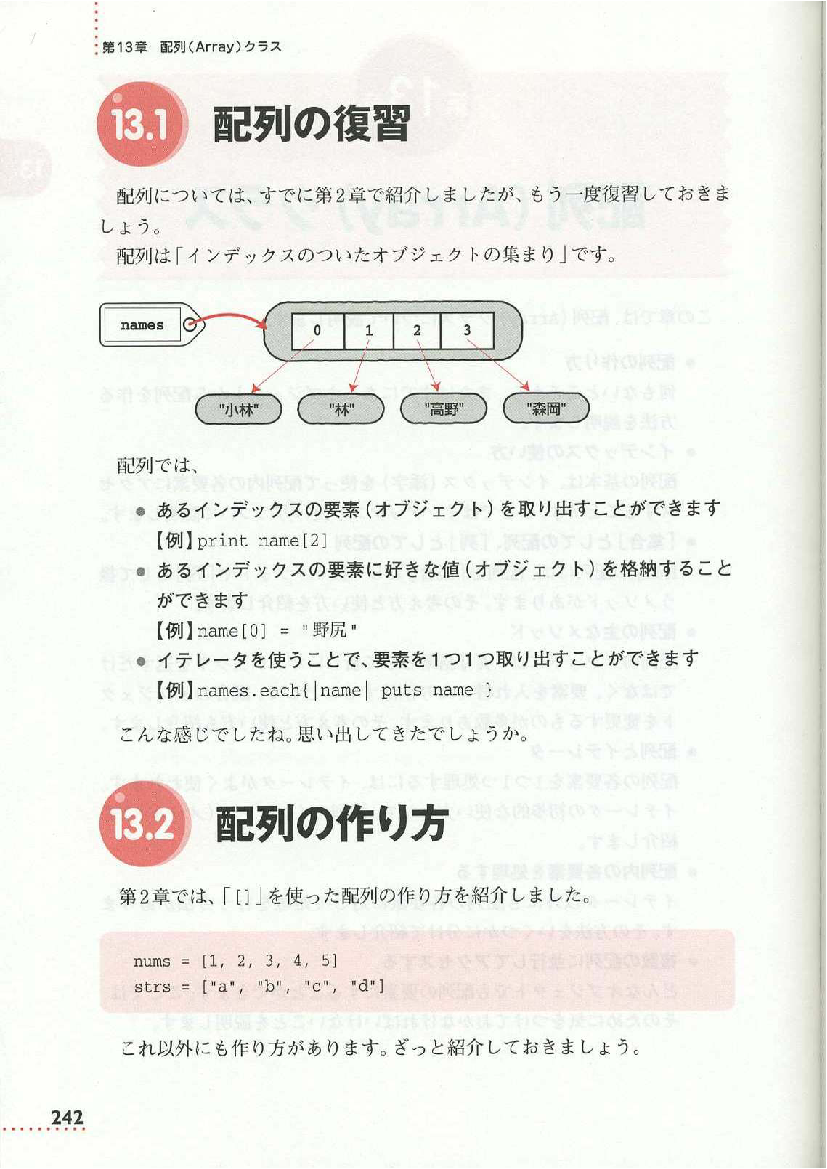 第13章 配列(Array)クラス
13.1 配列の復習
配列については、すでに第2章で紹介しましたが、もう一度復習しておきま
しょう。
配列は「インデックスのついたオブジェクトの集まり」です。
names 0 1 2 3
"小林" "林" "高野" "森岡"
配列では、
● あるインデックスの要素(オブジェクト)を取り出すことができます
【例】print name[2]
● あるインデックスの要素に好きな値(オブジェクト)を格納すること
ができます
【例】name[0] = "野尻"
● イテレータを使うことで、要素を1つ1つ取り出すことができます
【例】names.each{|name| puts name }
こんな感じでしたね。思い出してきたでしょうか。
13.2 配列の作り方
第2章では、「[]」を使った配列の作り方を紹介しました。
nums = [1, 2, 3, 4, 5]
strs = ["a", "b", "c", "d"]
これ以外にも作り方があります。ざっと紹介しておきましょう。
242